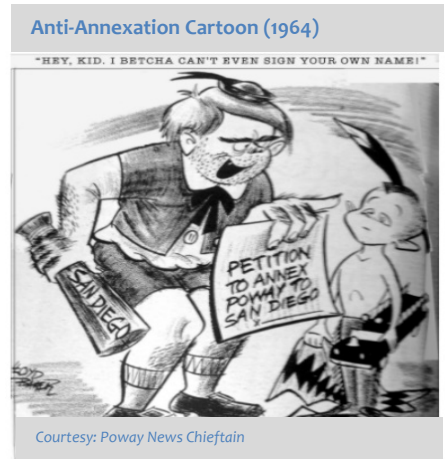 Anti-Annexation Cartoon (1964)
"HEY, KID. I BETCHA CAN'T EVEN SIGN YOUR OWN NAME!"
PETITION
TO ANNEX
POWAY TO
SAN DIEGO
X
SAN DIEGO
Courtesy: Poway News Chieftain